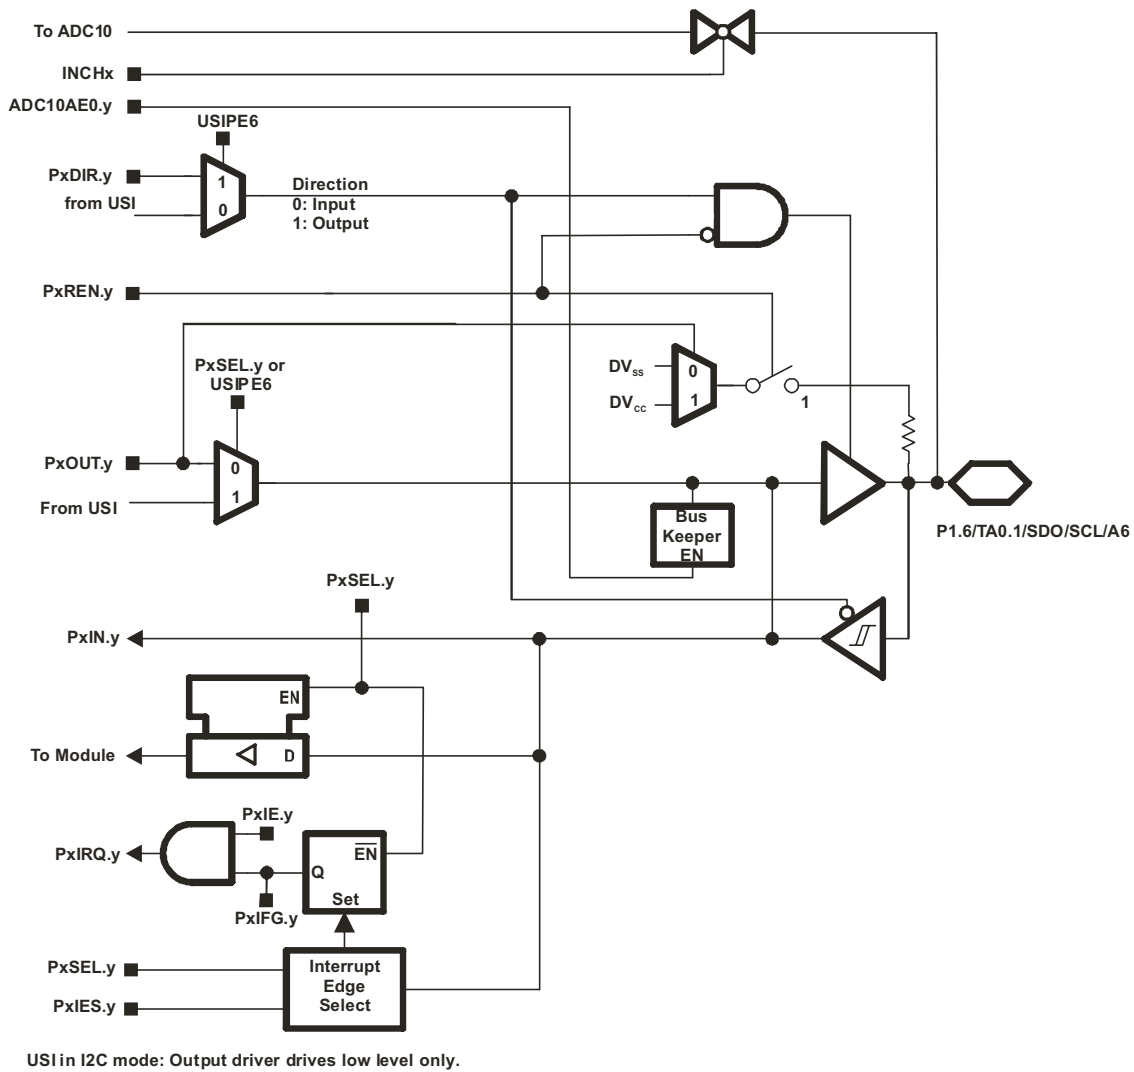 To ADC10
INCHx
ADC10AE0.y
USIPE6
PxDIR.y
1
from USI
0
Direction
0: Input
1: Output
PxREN.y
PxSEL.y or
USIPE6
DVSS
0
DVCC
1
1
PxOUT.y
0
From USI
1
Bus
Keeper
EN
P1.6/TA0.1/SDO/SCL/A6
PxSEL.y
PxIN.y
EN
To Module
D
PxIE.y
PxIRQ.y
EN
Q
Set
PxIFG.y
PxSEL.y
Interrupt
Edge
Select
PxIES.y
USI in I2C mode: Output driver drives low level only.